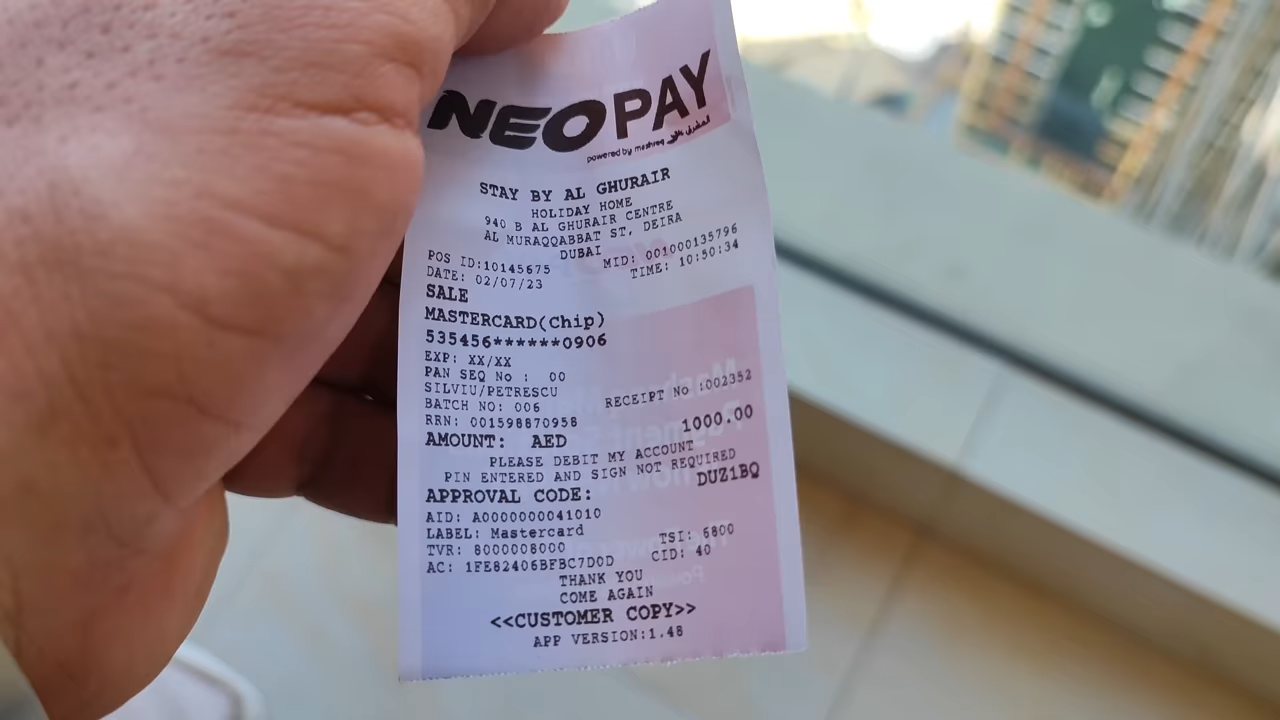 NEOPAY
powered by mashreq المشرق
STAY BY AL GHURAIR
HOLIDAY HOME
940 B AL GHURAIR CENTRE
AL MURAQQABBAT ST, DEIRA
DUBAI
POS ID:10145675 MID: 001000135796
DATE: 02/07/23 TIME: 10:50:34
SALE
MASTERCARD(Chip)
535456******0906
EXP: XX/XX
PAN SEQ No : 00
SILVIU/PETRESCU
BATCH NO: 006 RECEIPT No :002352
RRN: 001598870958
AMOUNT: AED 1000.00
PLEASE DEBIT MY ACCOUNT
PIN ENTERED AND SIGN NOT REQUIRED
APPROVAL CODE: DUZ1BQ
AID: A0000000041010
LABEL: Mastercard
TVR: 8000008000 TSI: 6800
AC: 1FE82406BFBC7D0D CID: 40
THANK YOU
COME AGAIN
<<CUSTOMER COPY>>
APP VERSION:1.48